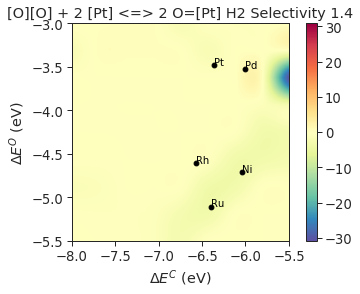 [O][O] + 2 [Pt] <=> 2 O=[Pt] H2 Selectivity 1.4
−3.0
−3.5
−4.0
−4.5
−5.0
−5.5
ΔE^O (eV)
Pt
Pd
Rh
Ni
Ru
−8.0 −7.5 −7.0 −6.5 −6.0 −5.5
ΔE^C (eV)
30
20
10
0
−10
−20
−30